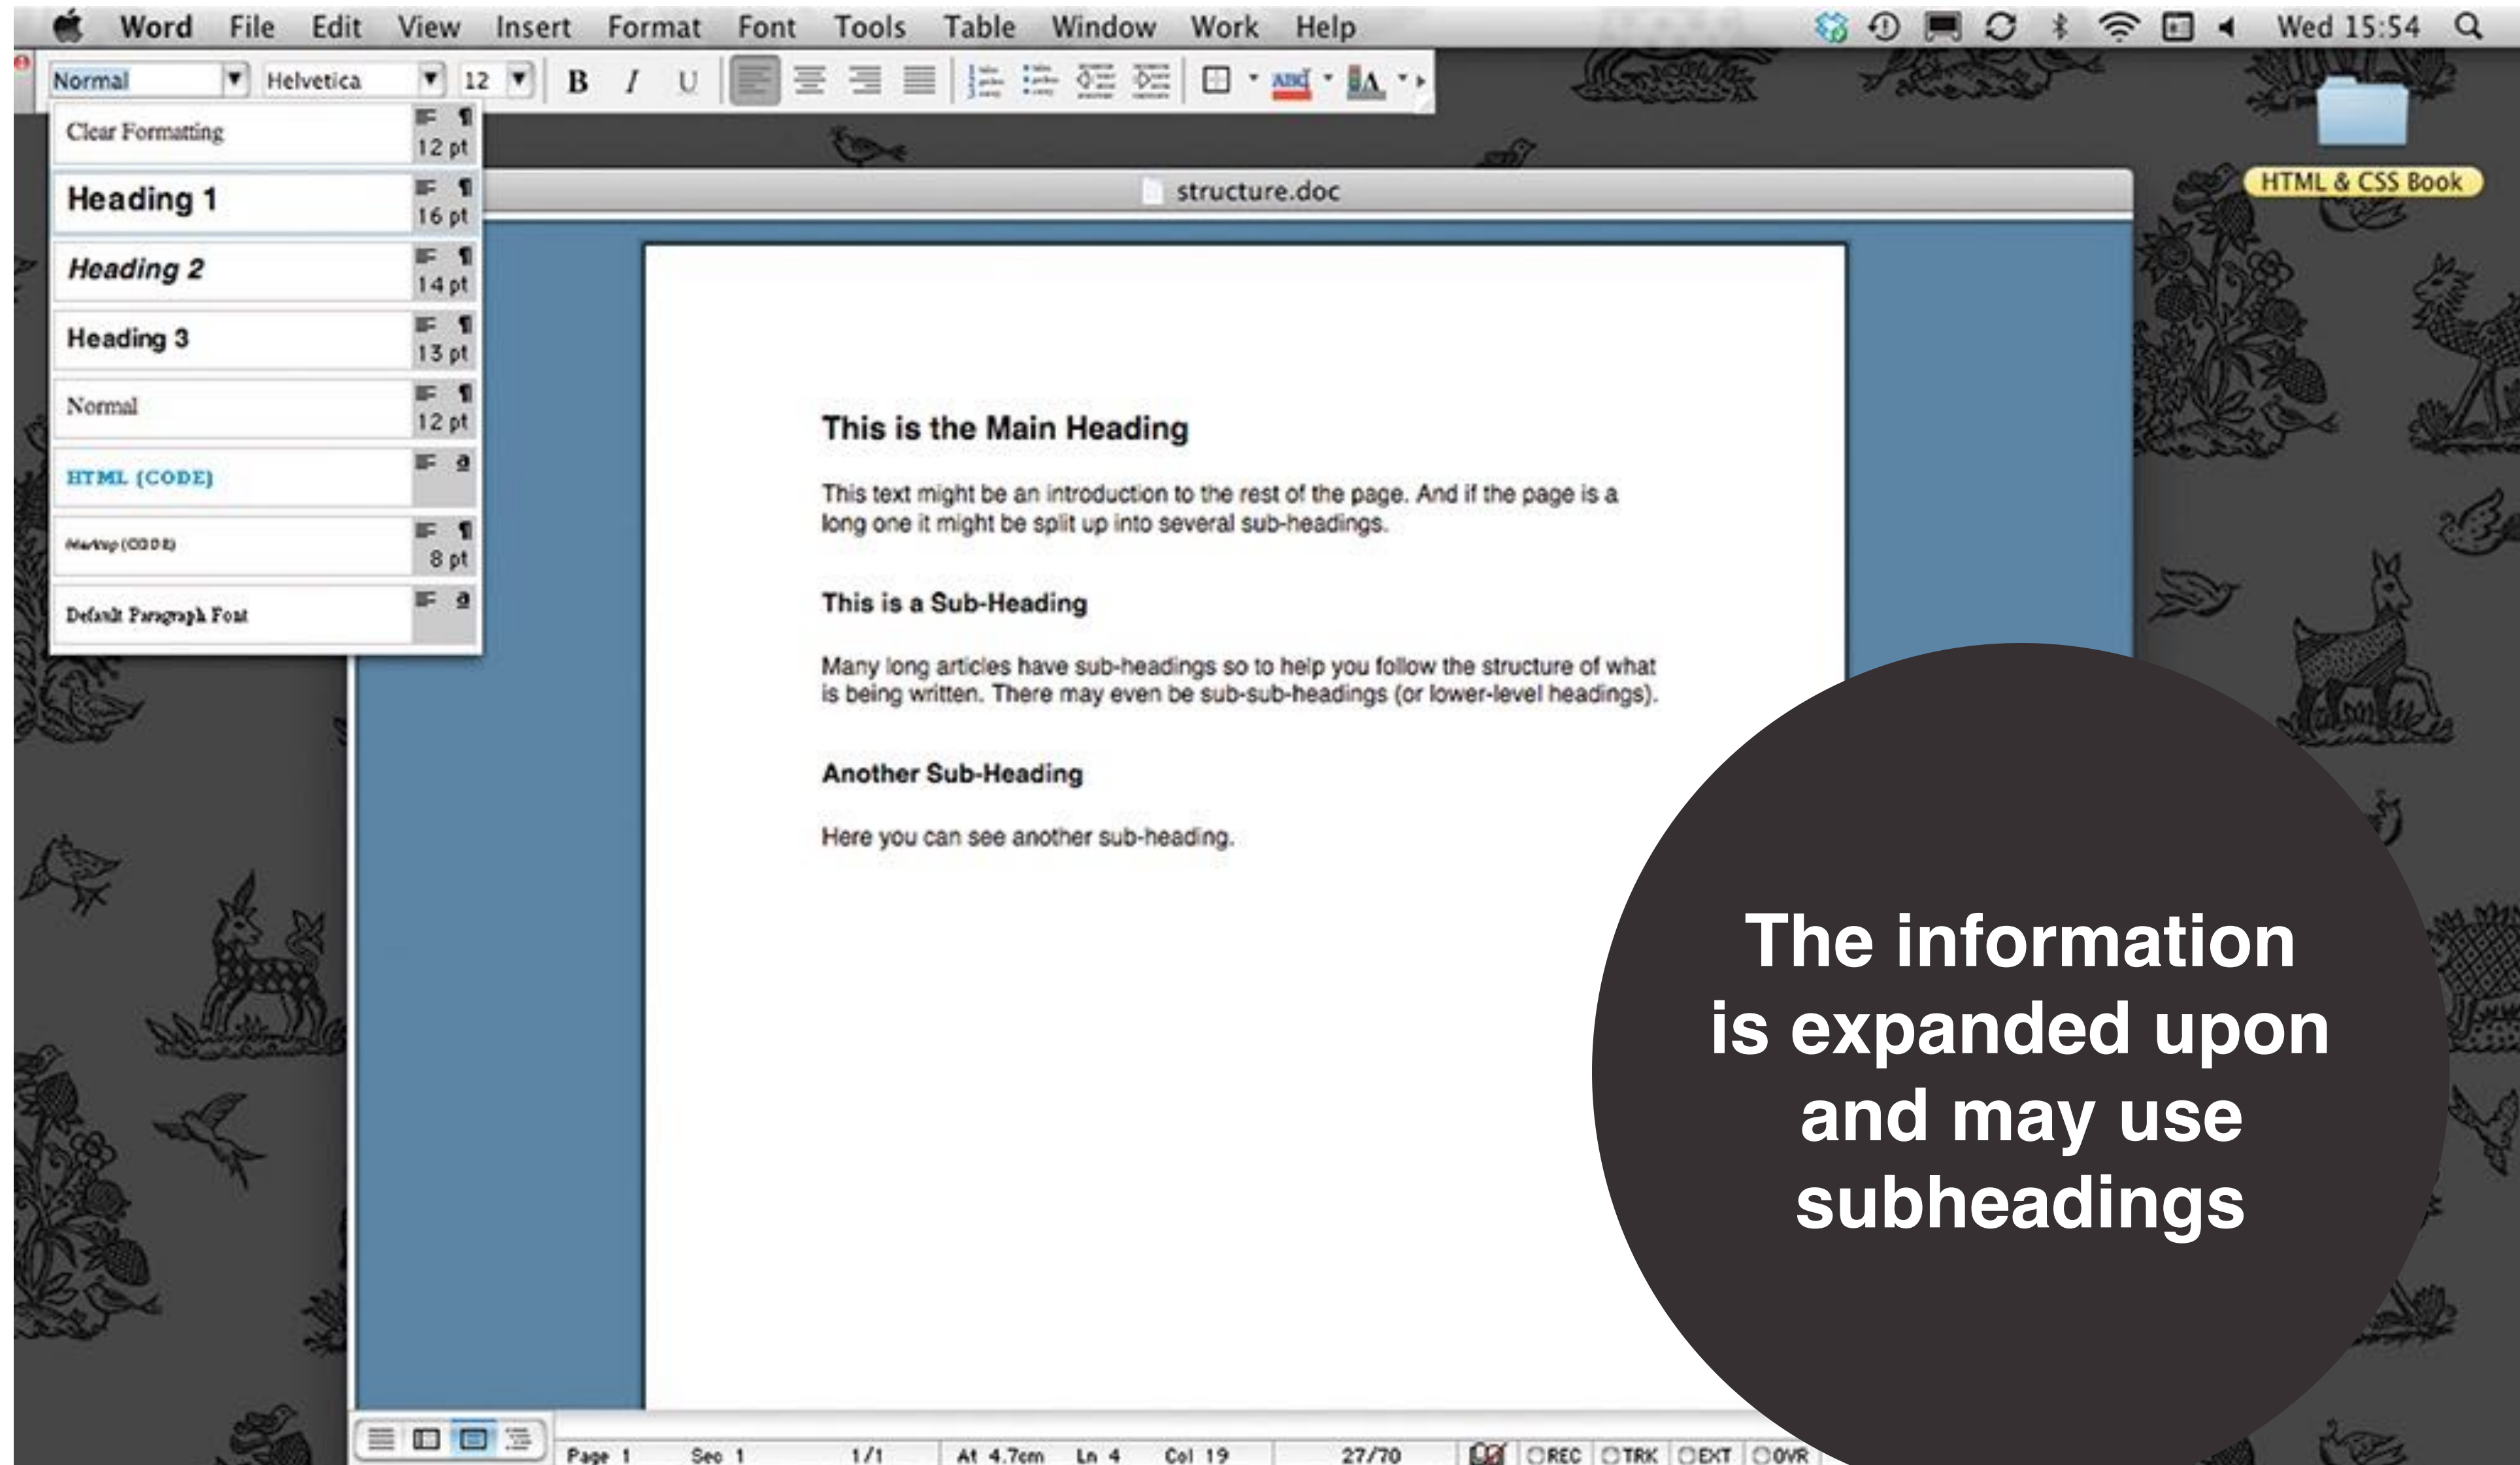 Word File Edit View Insert Format Font Tools Table Window Work Help Wed 15:54
Normal Helvetica 12 B I U ABC A
HTML & CSS Book
Clear Formatting 12 pt
Heading 1 16 pt
Heading 2 14 pt
Heading 3 13 pt
Normal 12 pt
HTML (CODE) a
Markup (CODE) 8 pt
Default Paragraph Font a
structure.doc
This is the Main Heading
This text might be an introduction to the rest of the page. And if the page is a
long one it might be split up into several sub-headings.
This is a Sub-Heading
Many long articles have sub-headings so to help you follow the structure of what
is being written. There may even be sub-sub-headings (or lower-level headings).
Another Sub-Heading
Here you can see another sub-heading.
The information
is expanded upon
and may use
subheadings
Page 1 Sec 1 1/1 At 4.7cm Ln 4 Col 19 27/70 REC TRK EXT OVR